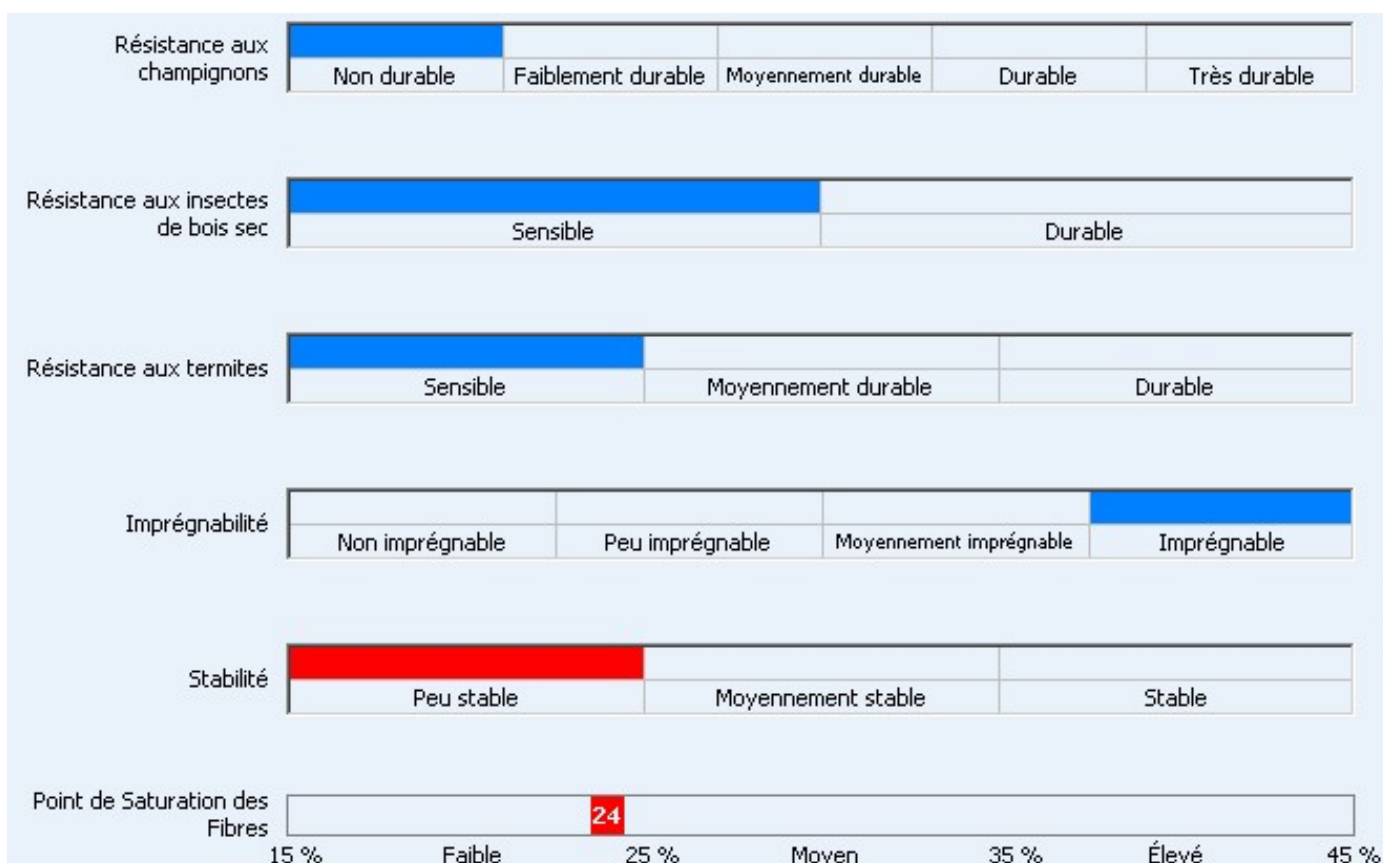 Résistance aux
champignons
Non durable Faiblement durable Moyennement durable Durable Très durable
Résistance aux insectes
de bois sec
Sensible Durable
Résistance aux termites
Sensible Moyennement durable Durable
Imprégnabilité
Non imprégnable Peu imprégnable Moyennement imprégnable Imprégnable
Stabilité
Peu stable Moyennement stable Stable
Point de Saturation des
Fibres
24
15 % Faible 25 % Moyen 35 % Élevé 45 %